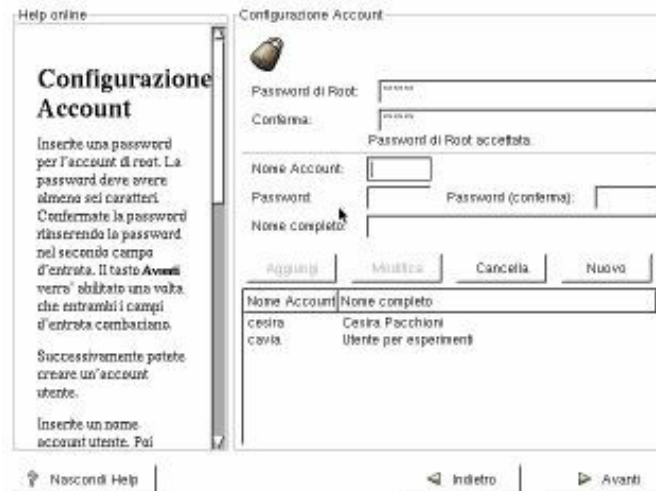 Help online
Configurazione
Account
Inserite una password
per l'account di root. La
password deve avere
almeno sei caratteri.
Confermate la password
rinserendo la password
nel secondo campo
d'entrata. Il tasto Avanti
verra' abilitato una volta
che entrambi i campi
d'entrata combaciano.
Successivamente potete
creare un'account
utente.
Inserite un nome
account utente. Poi
Configurazione Account
Password di Root:
Conferma:
Password di Root accettata.
Nome Account:
Password
Password (conferma):
Nome completo:
Aggiungi Modifica Cancella Nuovo
Nome Account Nome completo
cesira Cesira Pacchioni
cavia Utente per esperimenti
Nascondi Help Indietro Avanti